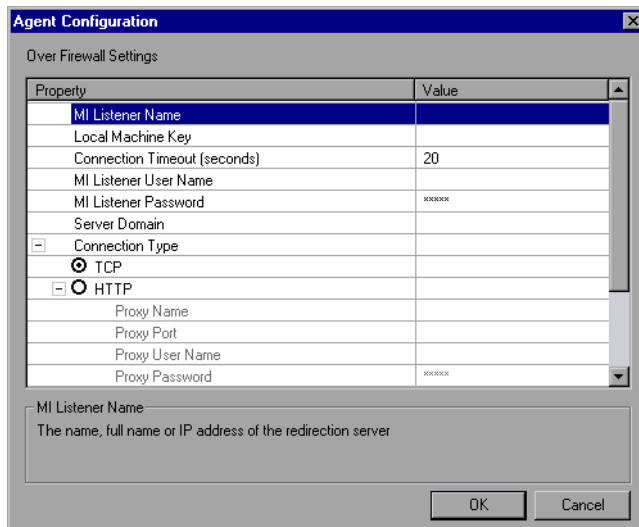 Agent Configuration
Over Firewall Settings
Property Value
MI Listener Name
Local Machine Key
Connection Timeout (seconds) 20
MI Listener User Name
MI Listener Password xxxxx
Server Domain
Connection Type
TCP
HTTP
Proxy Name
Proxy Port
Proxy User Name
Proxy Password xxxxx
MI Listener Name
The name, full name or IP address of the redirection server
OK Cancel